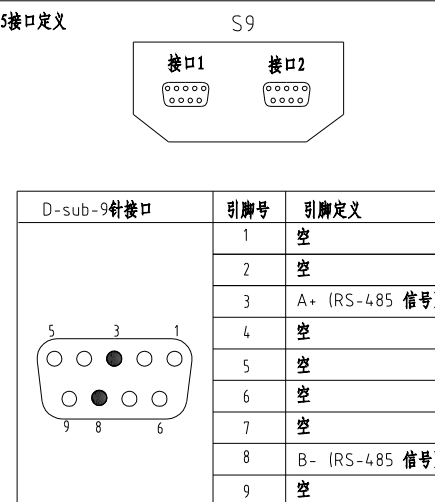 5接口定义
S9
接口1 接口2
D-sub-9针接口 引脚号 引脚定义
1 空
2 空
3 A+ (RS-485 信号)
4 空
5 空
6 空
7 空
8 B- (RS-485 信号)
9 空
5 3 1
9 8 6